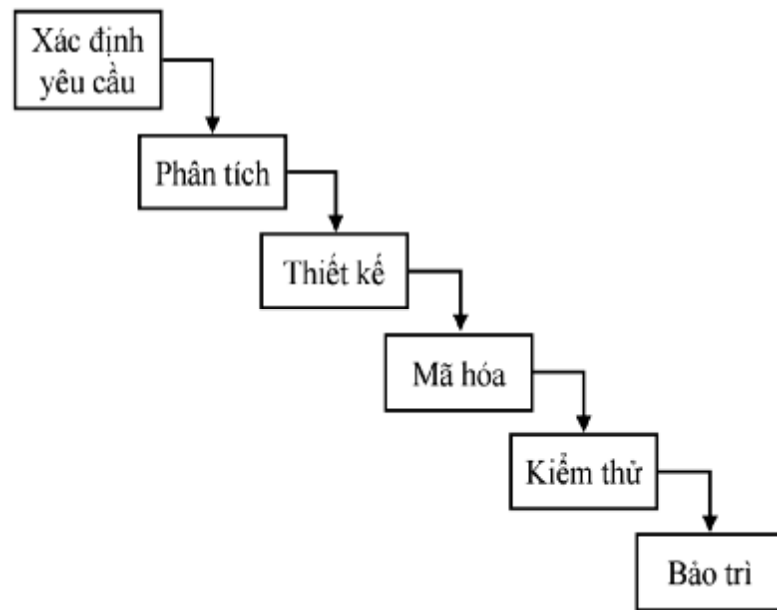 Xác định
yêu cầu
Phân tích
Thiết kế
Mã hóa
Kiểm thử
Bảo trì